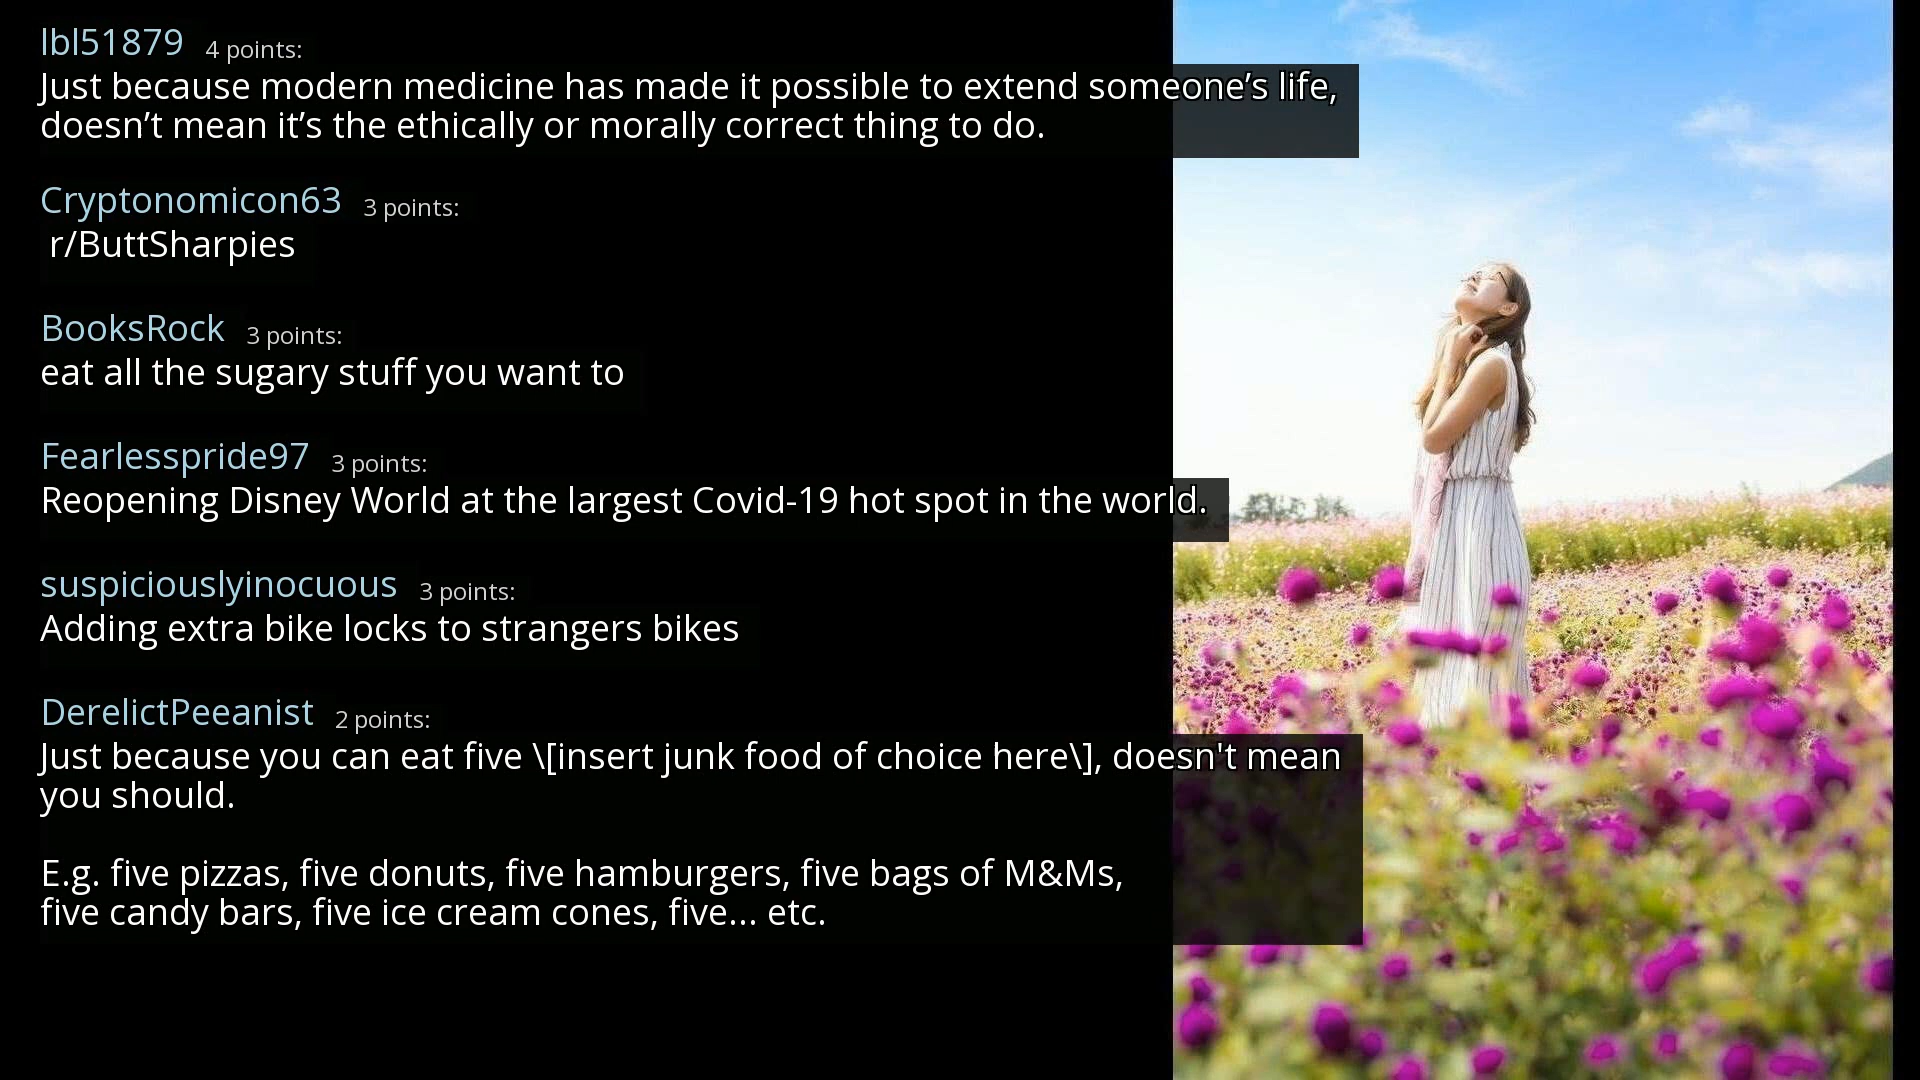 lbl51879 4 points:
Just because modern medicine has made it possible to extend someone’s life,
doesn’t mean it’s the ethically or morally correct thing to do.
Cryptonomicon63 3 points:
r/ButtSharpies
BooksRock 3 points:
eat all the sugary stuff you want to
Fearlesspride97 3 points:
Reopening Disney World at the largest Covid-19 hot spot in the world.
suspiciouslyinocuous 3 points:
Adding extra bike locks to strangers bikes
DerelictPeeanist 2 points:
Just because you can eat five \[insert junk food of choice here\], doesn't mean
you should.
E.g. five pizzas, five donuts, five hamburgers, five bags of M&Ms,
five candy bars, five ice cream cones, five... etc.